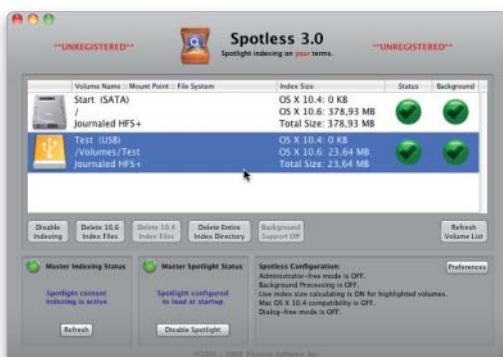 **UNREGISTERED**
Spotless 3.0
Spotlight indexing on your terms.
**UNREGISTERED**
Volume Name :: Mount Point :: File System
Index Size
Status
Background
Start (SATA)
/
Journaled HFS+
OS X 10.4: 0 KB
OS X 10.6: 378,93 MB
Total Size: 378,93 MB
Test (USB)
/Volumes/Test
Journaled HFS+
OS X 10.4: 0 KB
OS X 10.6: 23,64 MB
Total Size: 23,64 MB
Disable
Indexing
Delete 10.6
Index Files
Delete 10.4
Index Files
Delete Entire
Index Directory
Background
Support Off
Refresh
Volume List
Master Indexing Status
Spotlight content
indexing is active
Refresh
Master Spotlight Status
Spotlight configured
to load at startup
Disable Spotlight
Spotless Configuration:
Preferences
Administrator-free mode is OFF.
Background Processing is OFF.
Live index size calculating is ON for highlighted volumes.
Mac OS X 10.4 compatibility is OFF.
Dialog-free mode is OFF.